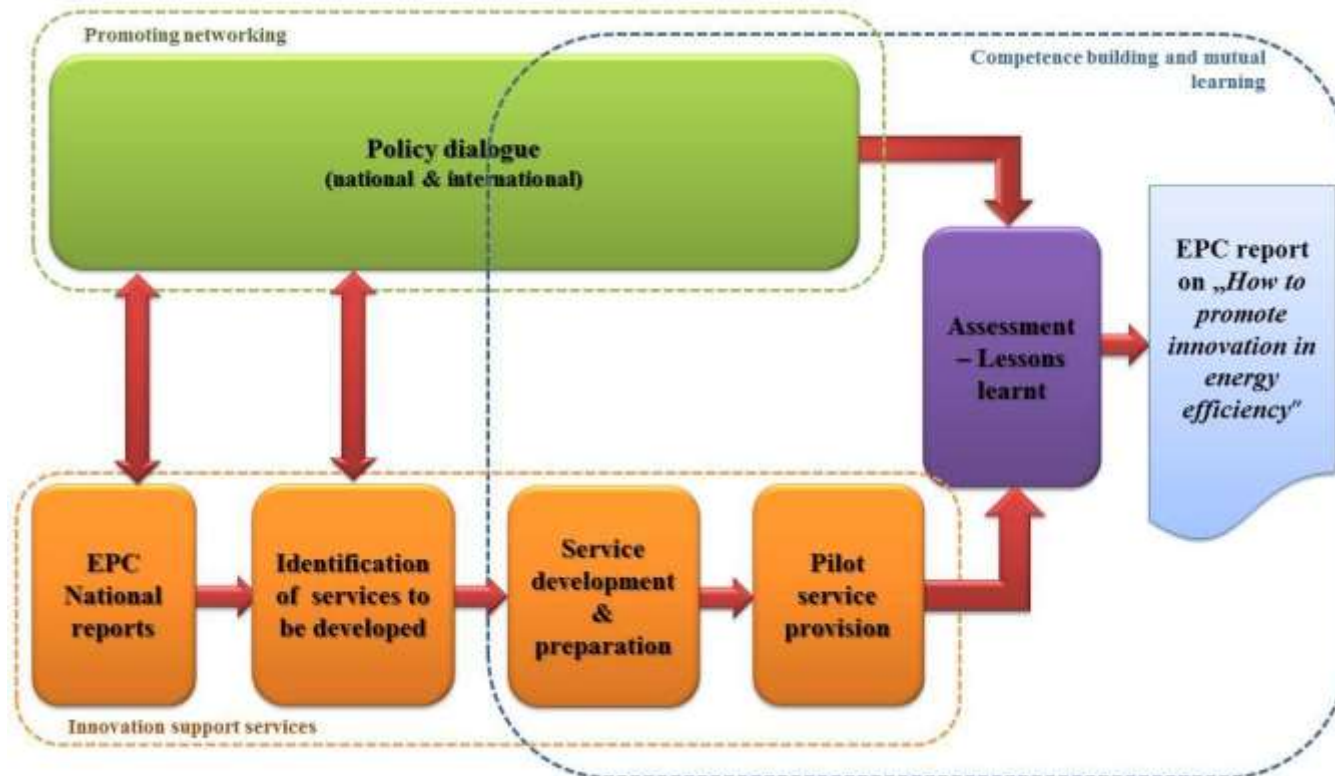 Promoting networking
Competence building and mutual
learning
Policy dialogue
(national & international)
EPC report
on „How to
promote
innovation in
energy
efficiency"
Assessment
– Lessons
learnt
EPC
National
reports
Identification
of services to
be developed
Service
development
&
preparation
Pilot
service
provision
Innovation support services